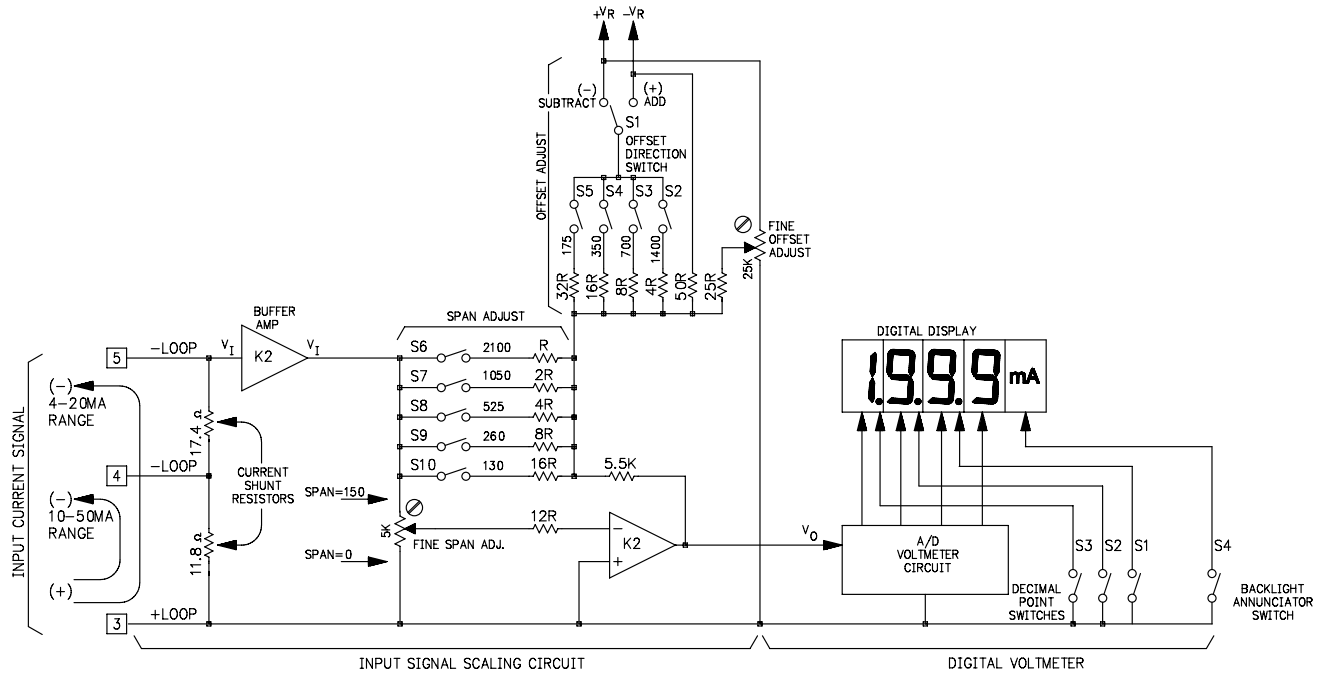 +VR -VR
OFFSET ADJUST
(-)
SUBTRACT
(+)
ADD
S1
OFFSET
DIRECTION
SWITCH
S5 S4 S3 S2
175 350 700 1400
32R 16R 8R 4R 50R 25R
FINE
OFFSET
ADJUST
25K
BUFFER
AMP
K2
VI VI
SPAN ADJUST
S6 2100 R
S7 1050 2R
S8 525 4R
S9 260 8R
S10 130 16R
5.5K
SPAN=150
5K
FINE SPAN ADJ.
SPAN=0
12R
-
+
K2
VO
INPUT CURRENT SIGNAL
5 -LOOP
(-)
4-20MA
RANGE
17.4 Ω
4 -LOOP
CURRENT
SHUNT
RESISTORS
(-)
10-50MA
RANGE
11.8 Ω
(+)
3 +LOOP
DIGITAL DISPLAY
1.9.9.9 mA
A/D
VOLTMETER
CIRCUIT
DECIMAL
POINT
SWITCHES
S3 S2 S1 S4
BACKLIGHT
ANNUNCIATOR
SWITCH
INPUT SIGNAL SCALING CIRCUIT
DIGITAL VOLTMETER